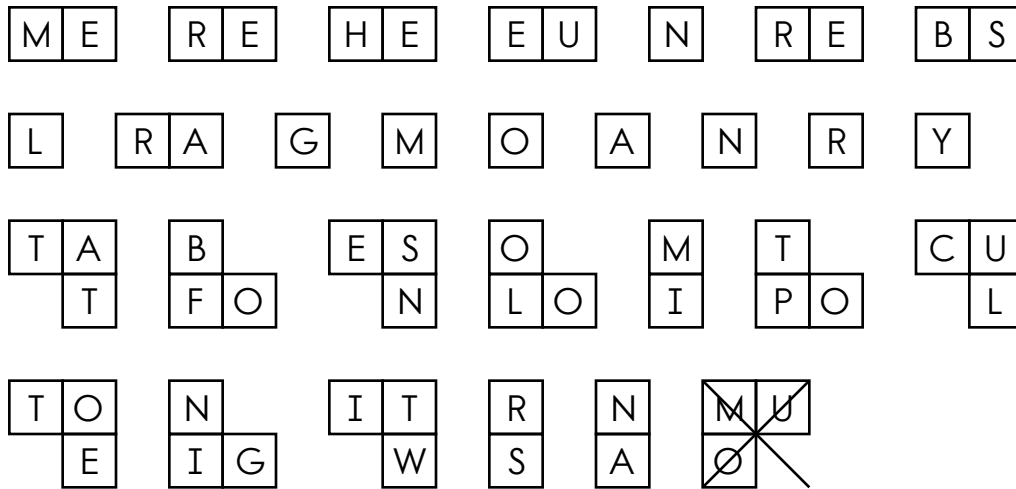 ME RE HE EU N RE BS
L RA G M O A N R Y
TA B ES O M T CU
T FO N LO I PO L
TO N IT R N MU
E IG W S A O